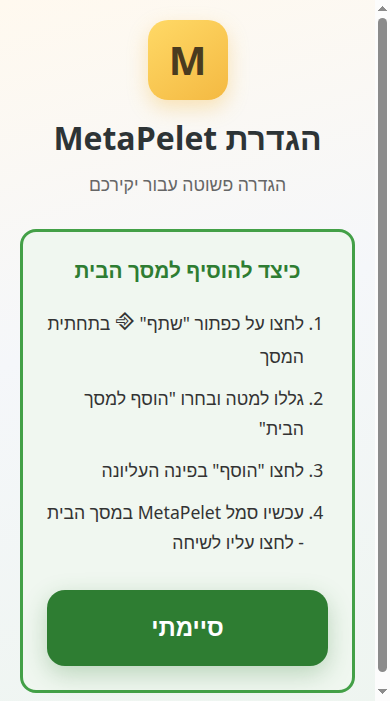 M
הגדרת MetaPelet
הגדרה פשוטה עבור יקירכם
כיצד להוסיף למסך הבית
1. לחצו על כפתור "שתף" ⎆ בתחתית
המסך
2. גללו למטה ובחרו "הוסף למסך
הבית"
3. לחצו "הוסף" בפינה העליונה
4. עכשיו סמל MetaPelet במסך הבית
- לחצו עליו לשיחה
סיימתי